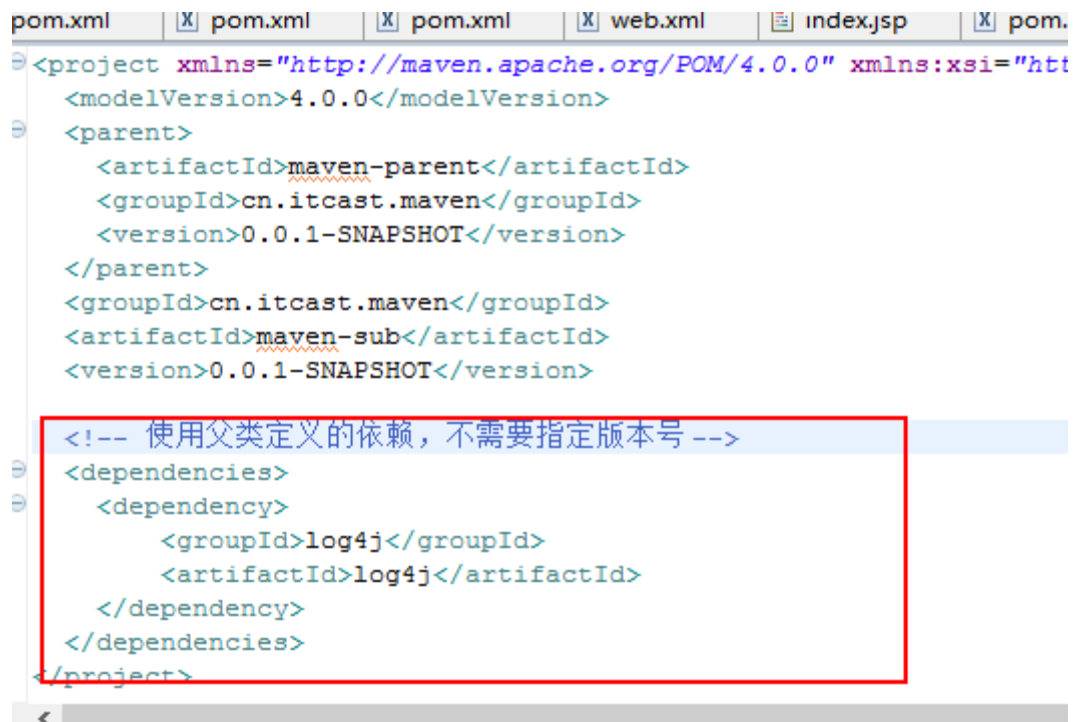 pom.xml pom.xml pom.xml web.xml index.jsp pom.
<project xmlns="http://maven.apache.org/POM/4.0.0" xmlns:xsi="htt
<modelVersion>4.0.0</modelVersion>
<parent>
<artifactId>maven-parent</artifactId>
<groupId>cn.itcast.maven</groupId>
<version>0.0.1-SNAPSHOT</version>
</parent>
<groupId>cn.itcast.maven</groupId>
<artifactId>maven-sub</artifactId>
<version>0.0.1-SNAPSHOT</version>
<!-- 使用父类定义的依赖，不需要指定版本号 -->
<dependencies>
<dependency>
<groupId>log4j</groupId>
<artifactId>log4j</artifactId>
</dependency>
</dependencies>
</project>